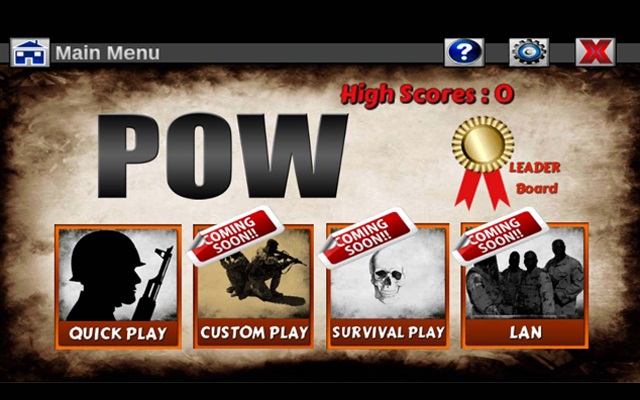 Main Menu
?
X
High Scores : 0
POW
LEADER
Board
COMING
SOON!!
COMING
SOON!!
COMING
SOON!!
QUICK PLAY
CUSTOM PLAY
SURVIVAL PLAY
LAN